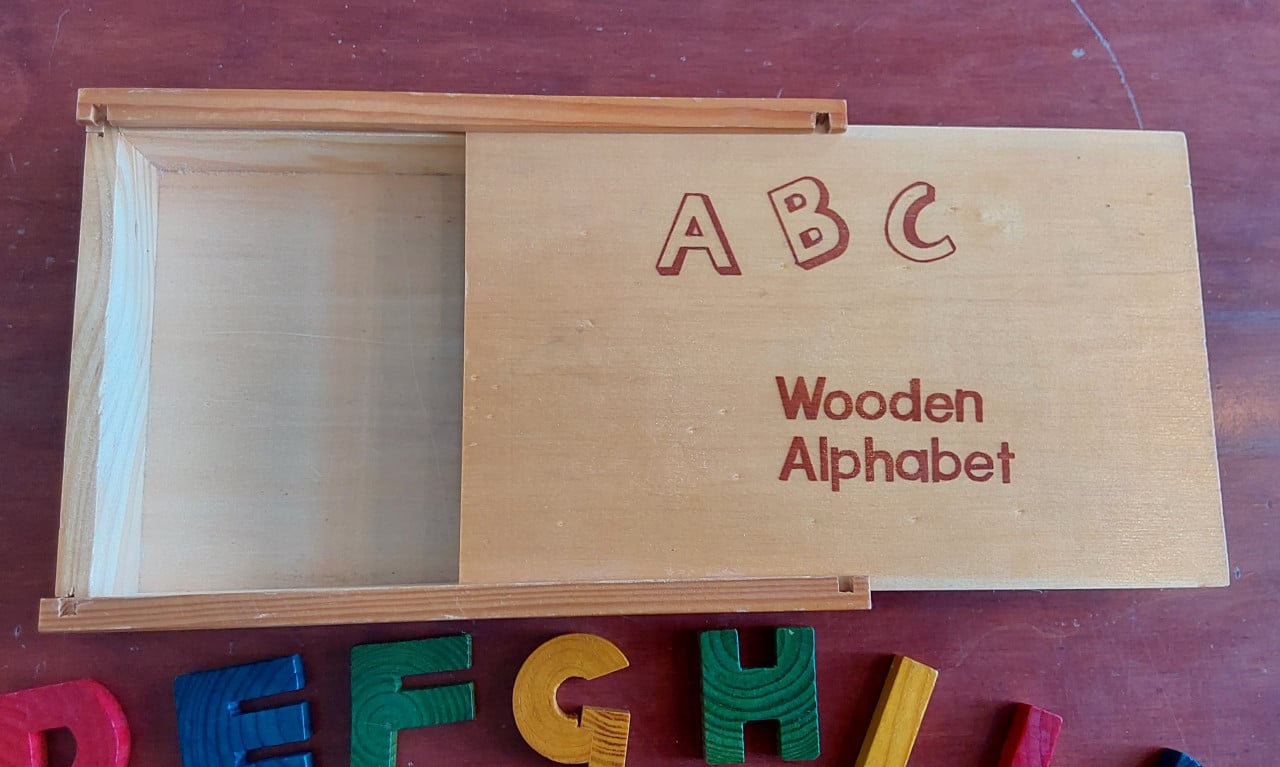 A B C
Wooden
Alphabet
D E F G H I J